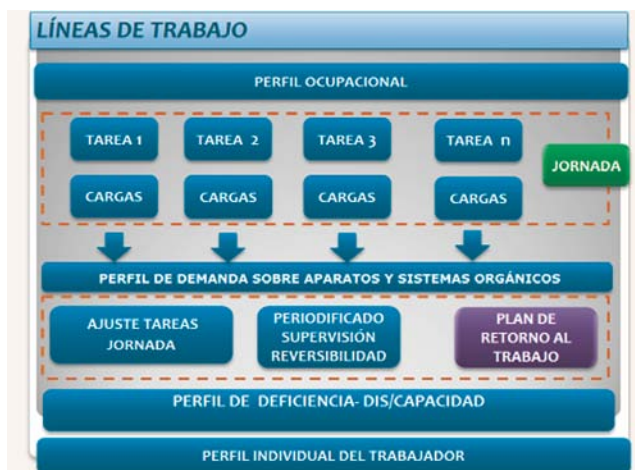 LÍNEAS DE TRABAJO
PERFIL OCUPACIONAL
TAREA 1
TAREA 2
TAREA 3
TAREA n
JORNADA
CARGAS
CARGAS
CARGAS
CARGAS
PERFIL DE DEMANDA SOBRE APARATOS Y SISTEMAS ORGÁNICOS
AJUSTE TAREAS
JORNADA
PERIODIFICADO
SUPERVISIÓN
REVERSIBILIDAD
PLAN DE
RETORNO AL
TRABAJO
PERFIL DE DEFICIENCIA- DIS/CAPACIDAD
PERFIL INDIVIDUAL DEL TRABAJADOR